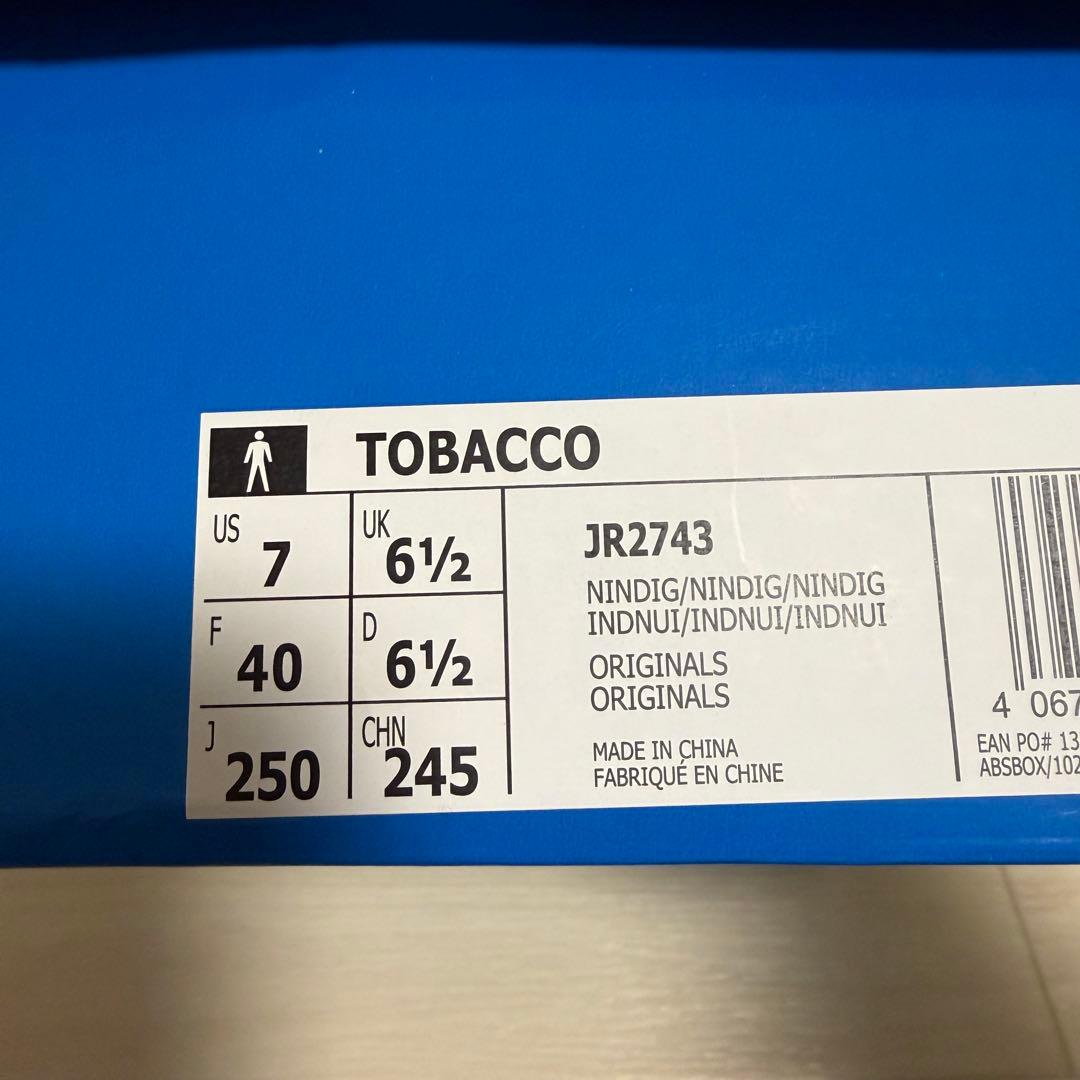 TOBACCO
US 7
UK 6½
F 40
D 6½
J 250
CHN 245
JR2743
NINDIG/NINDIG/NINDIG
INDNUI/INDNUI/INDNUI
ORIGINALS
ORIGINALS
MADE IN CHINA
FABRIQUÉ EN CHINE
4 067
EAN PO# 13
ABSBOX/102